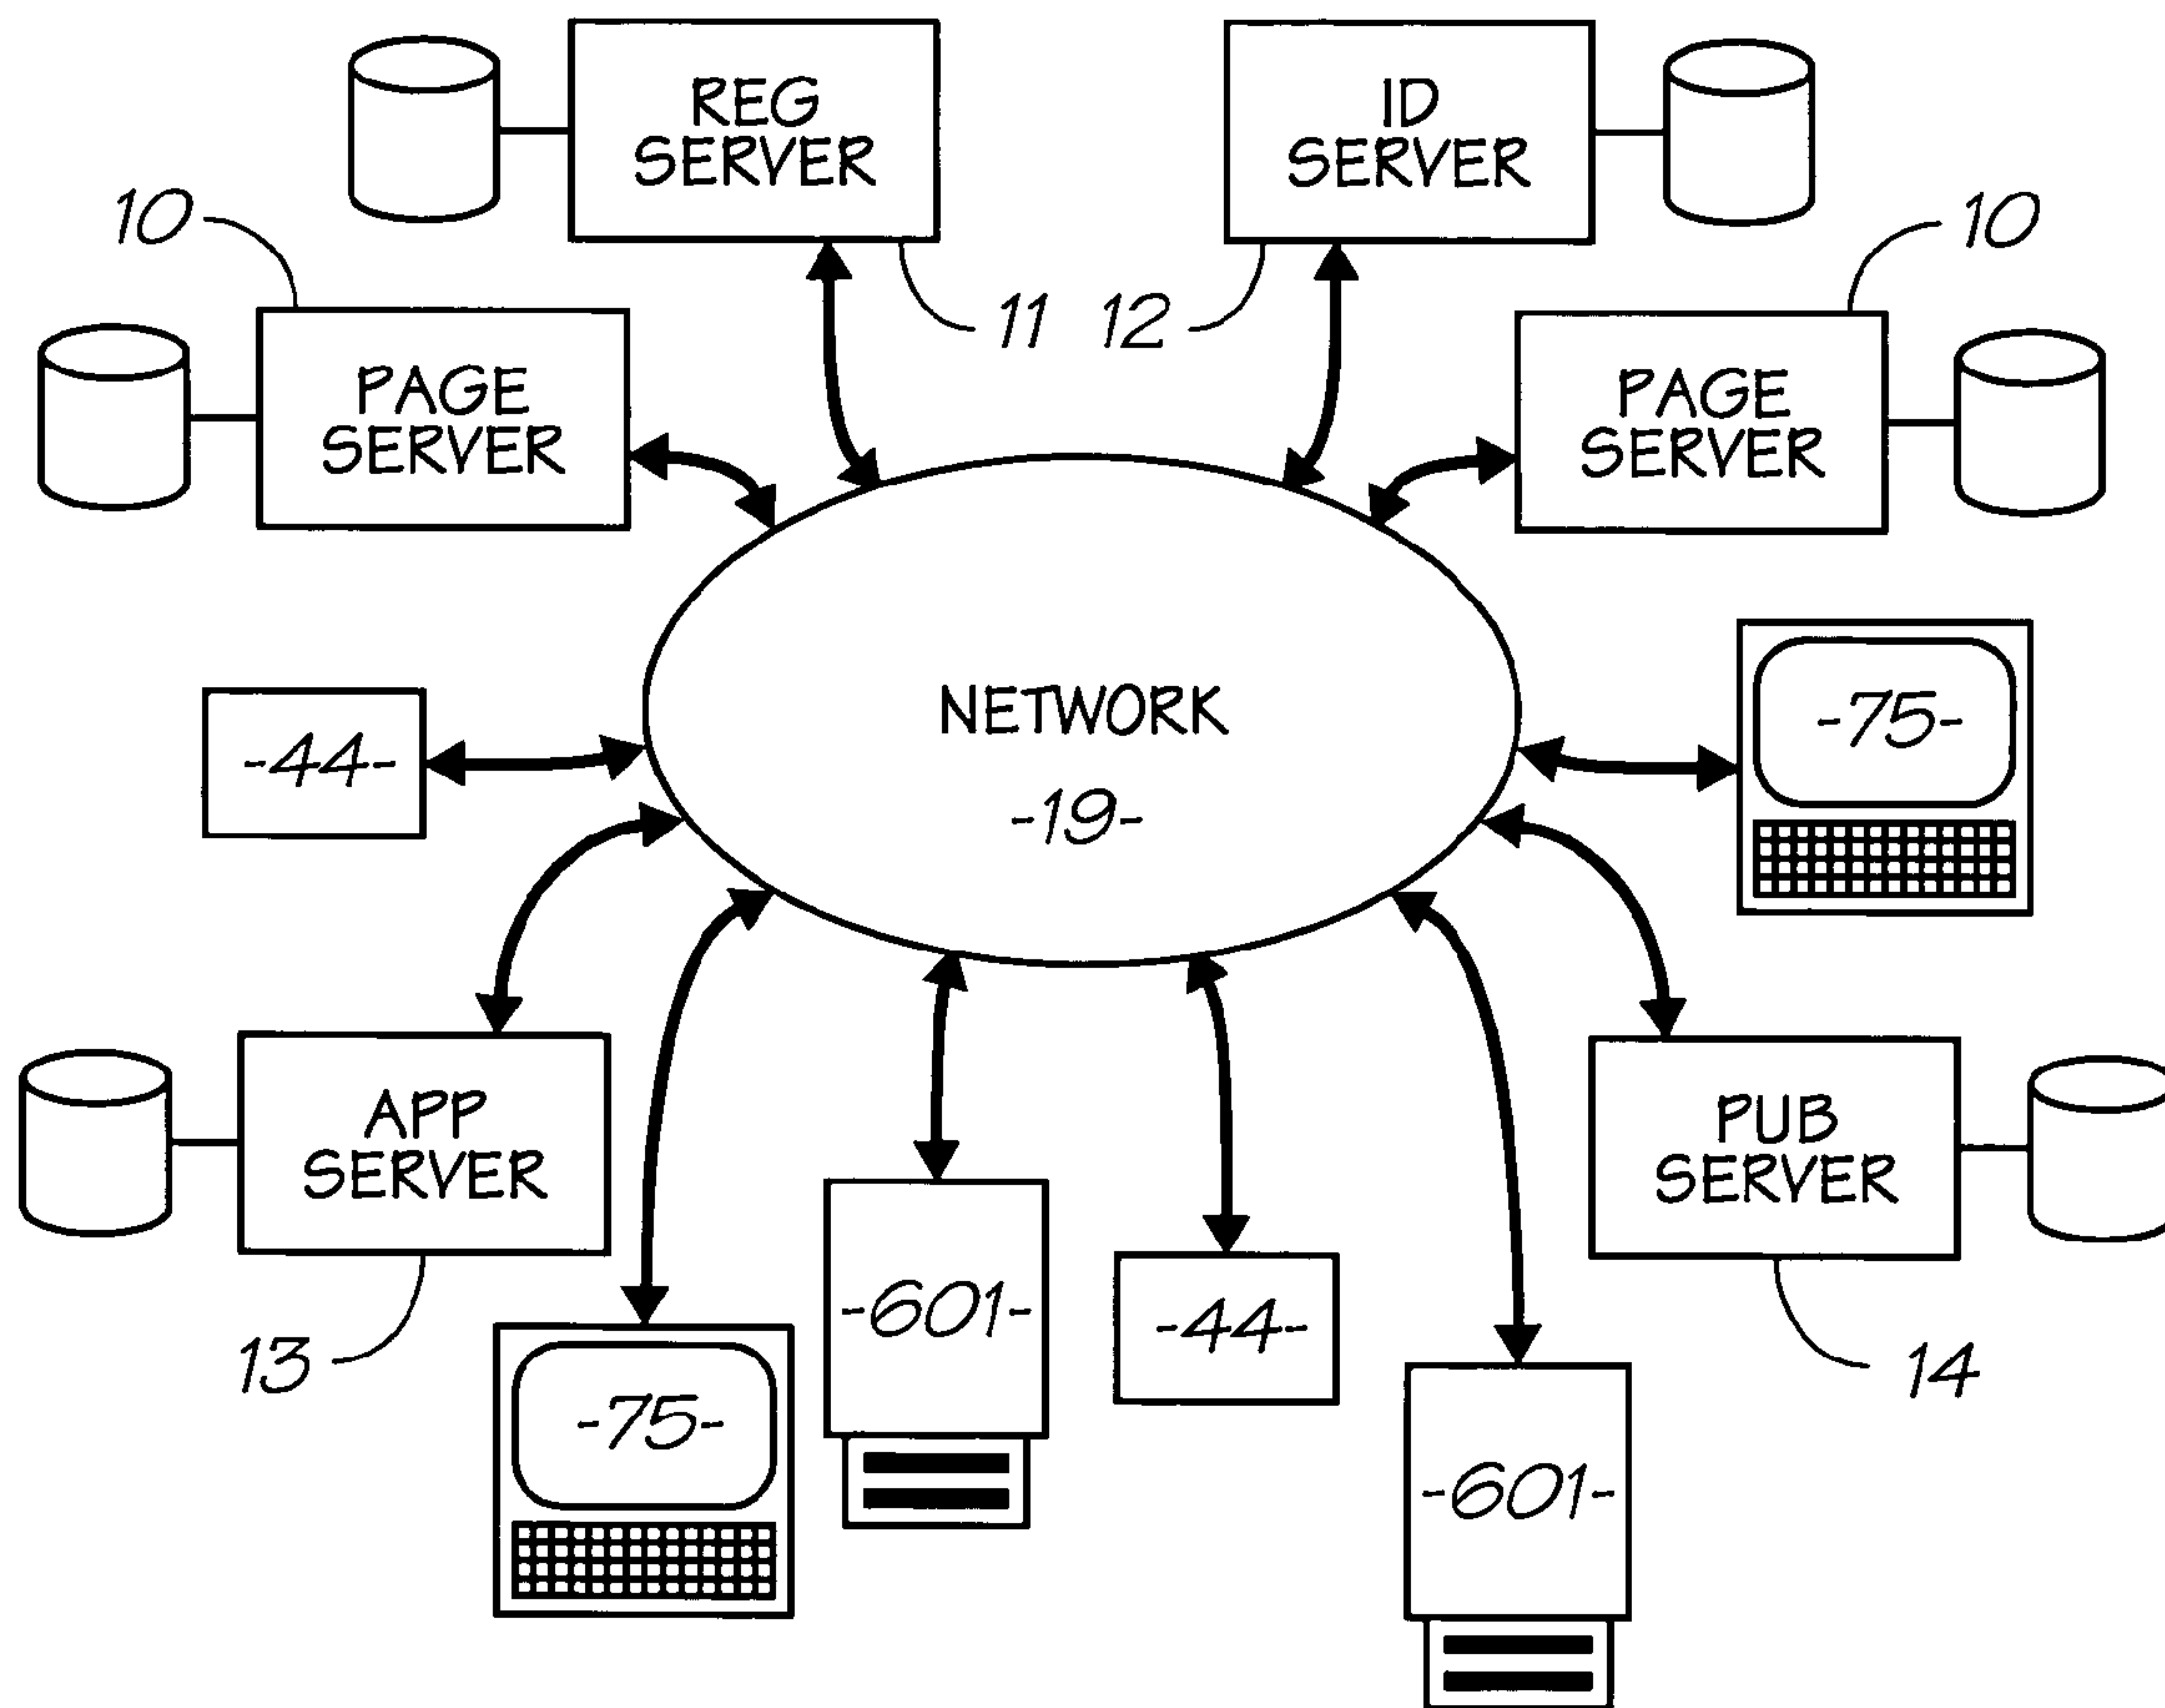 REG
SERVER
ID
SERVER
10
10
11
12
PAGE
SERVER
PAGE
SERVER
NETWORK
-19-
-75-
-44-
APP
SERVER
PUB
SERVER
-601-
-44-
13
14
-75-
-601-